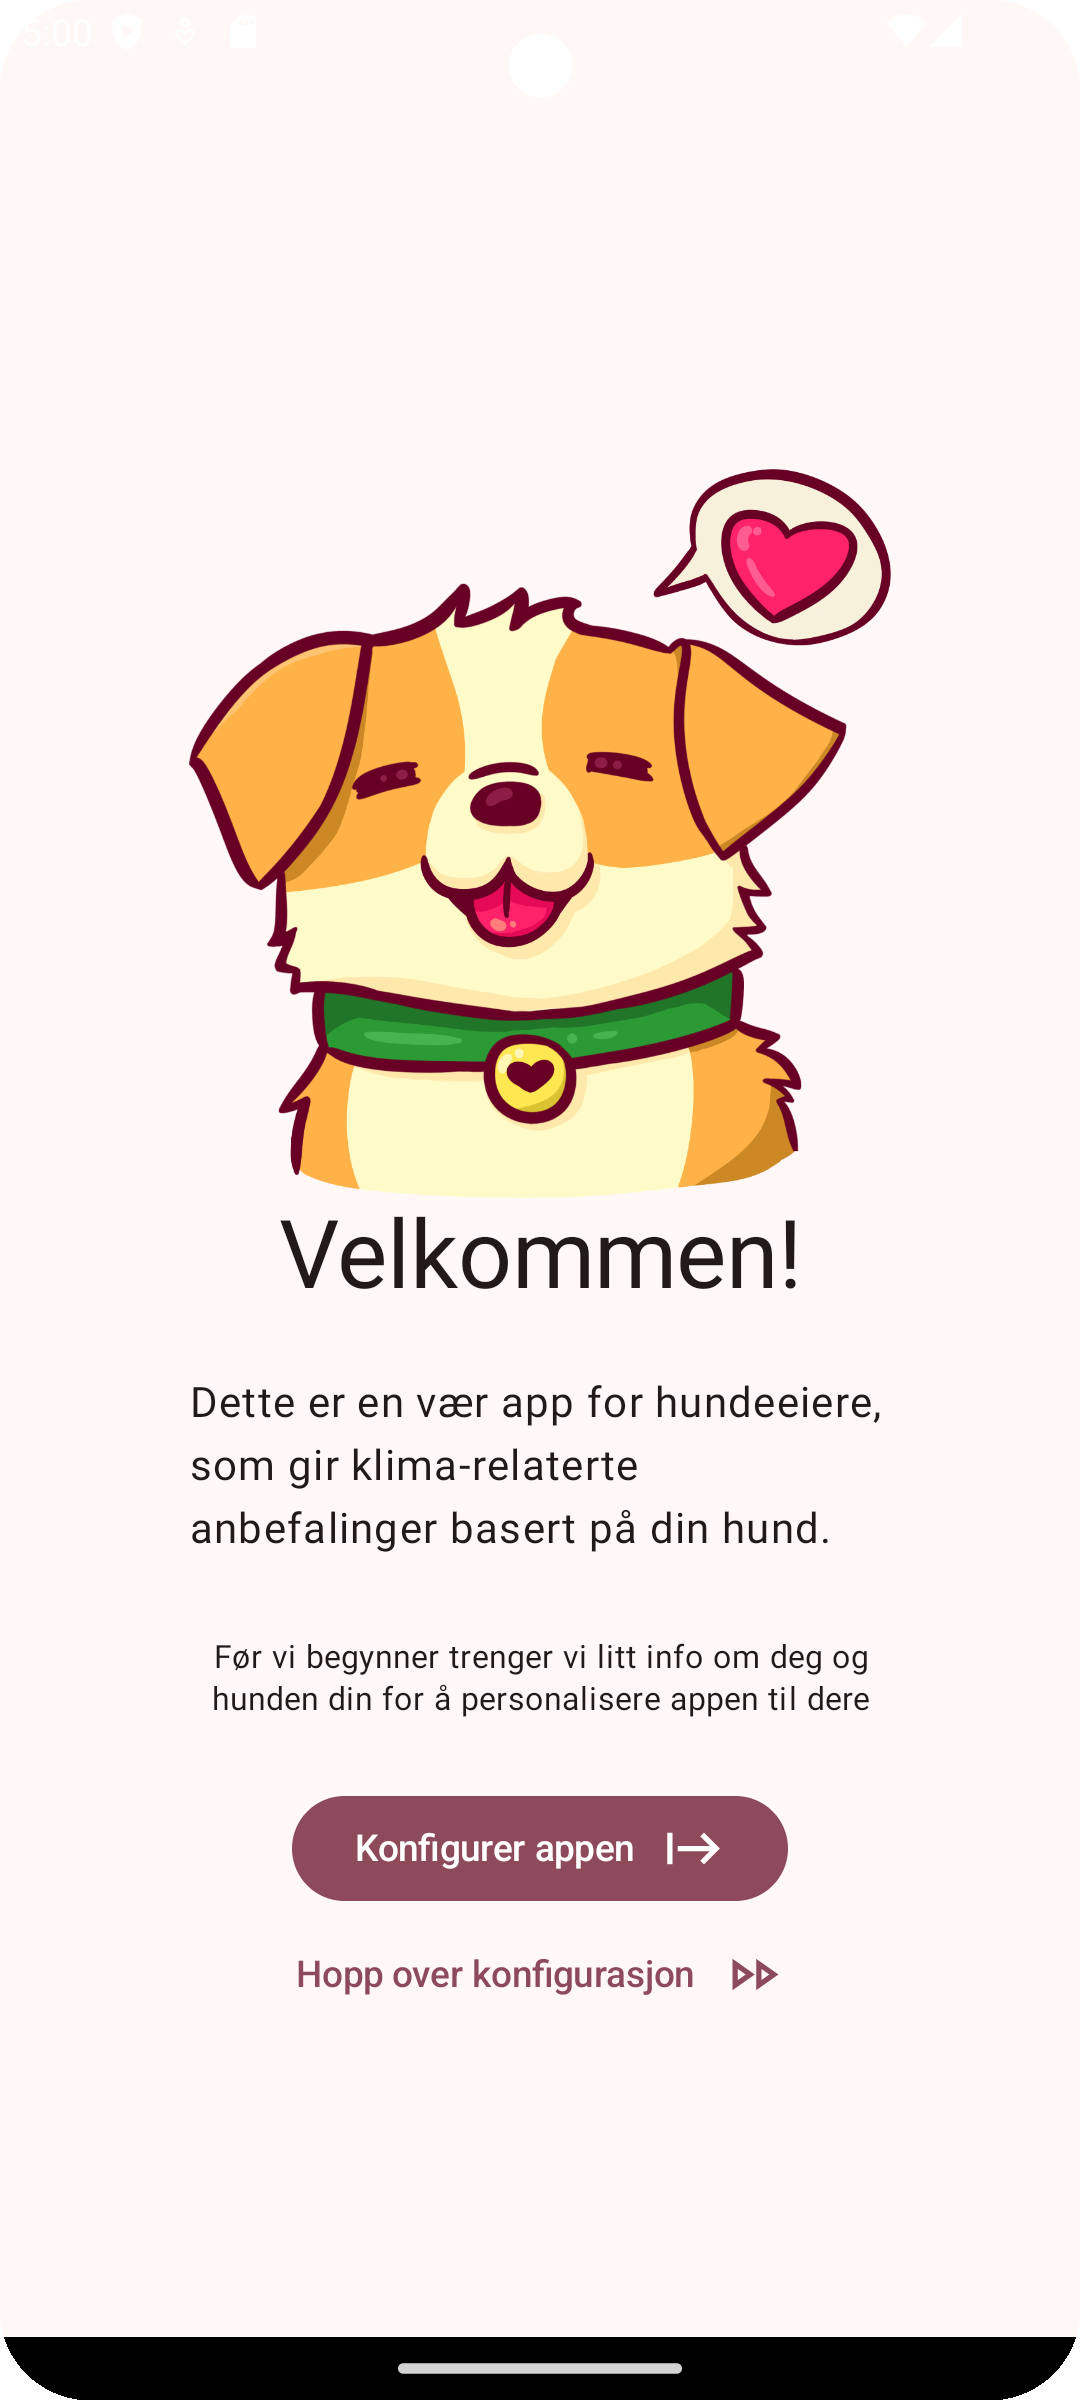 5:00
Velkommen!
Dette er en vær app for hundeeiere,
som gir klima-relaterte
anbefalinger basert på din hund.
Før vi begynner trenger vi litt info om deg og
hunden din for å personalisere appen til dere
Konfigurer appen
Hopp over konfigurasjon